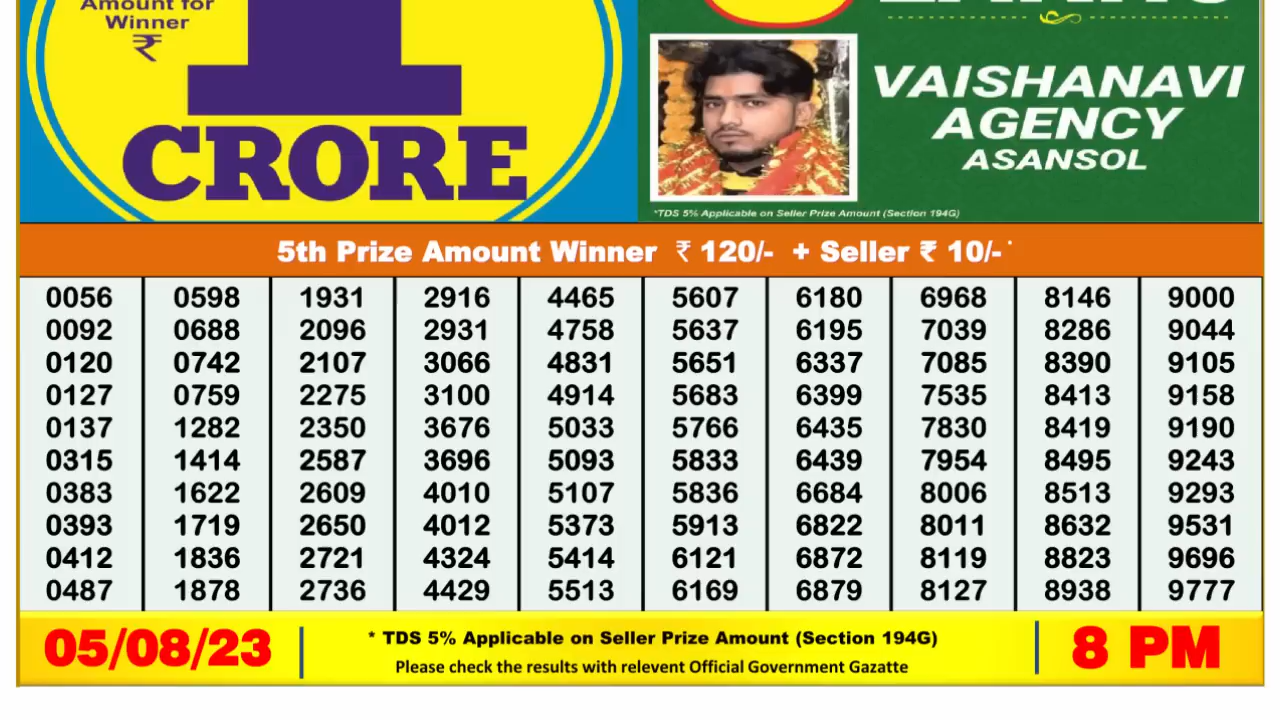 Amount for
Winner
₹
1
CRORE
VAISHANAVI
AGENCY
ASANSOL
*TDS 5% Applicable on Seller Prize Amount (Section 194G)
5th Prize Amount Winner ₹ 120/- + Seller ₹ 10/-*
0056 0598 1931 2916 4465 5607 6180 6968 8146 9000
0092 0688 2096 2931 4758 5637 6195 7039 8286 9044
0120 0742 2107 3066 4831 5651 6337 7085 8390 9105
0127 0759 2275 3100 4914 5683 6399 7535 8413 9158
0137 1282 2350 3676 5033 5766 6435 7830 8419 9190
0315 1414 2587 3696 5093 5833 6439 7954 8495 9243
0383 1622 2609 4010 5107 5836 6684 8006 8513 9293
0393 1719 2650 4012 5373 5913 6822 8011 8632 9531
0412 1836 2721 4324 5414 6121 6872 8119 8823 9696
0487 1878 2736 4429 5513 6169 6879 8127 8938 9777
05/08/23
* TDS 5% Applicable on Seller Prize Amount (Section 194G)
Please check the results with relevent Official Government Gazatte
8 PM